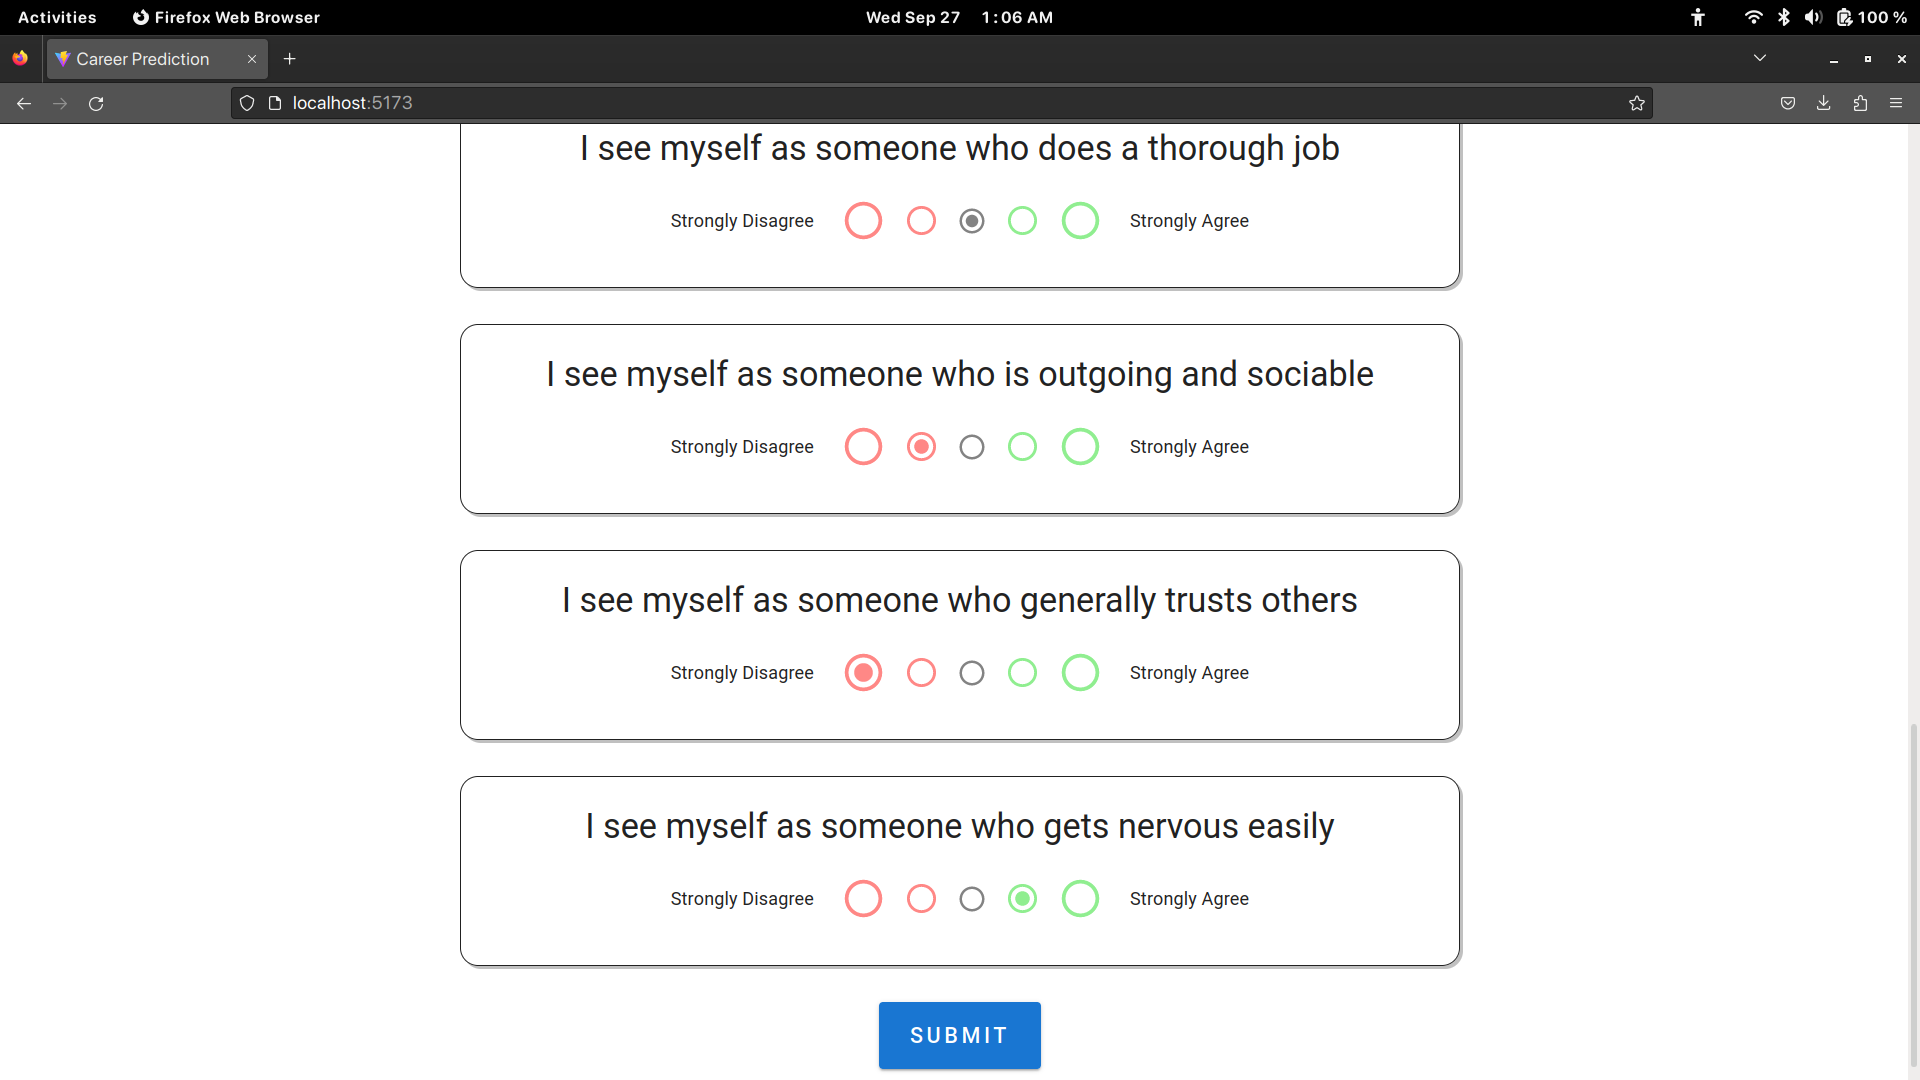 Activities Firefox Web Browser Wed Sep 27 1:06 AM 100 %
Career Prediction
localhost:5173
I see myself as someone who does a thorough job
Strongly Disagree Strongly Agree
I see myself as someone who is outgoing and sociable
Strongly Disagree Strongly Agree
I see myself as someone who generally trusts others
Strongly Disagree Strongly Agree
I see myself as someone who gets nervous easily
Strongly Disagree Strongly Agree
SUBMIT